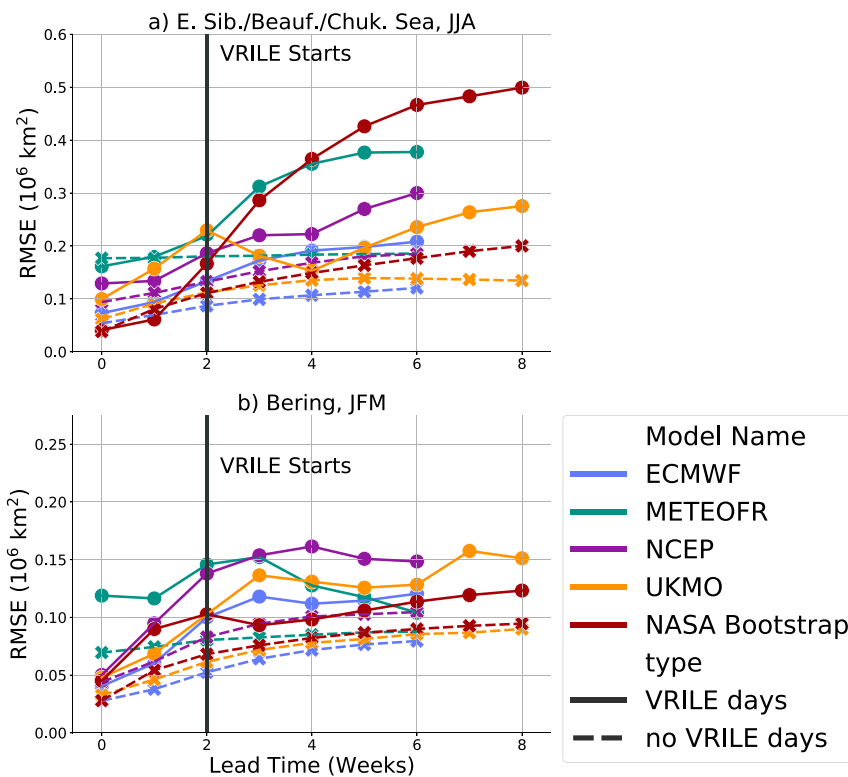 a) E. Sib./Beauf./Chuk. Sea, JJA
VRILE Starts
RMSE (10⁶ km²)
0.6
0.5
0.4
0.3
0.2
0.1
0.0
0 2 4 6 8
b) Bering, JFM
VRILE Starts
RMSE (10⁶ km²)
0.25
0.20
0.15
0.10
0.05
0.00
0 2 4 6 8
Lead Time (Weeks)
Model Name
ECMWF
METEOFR
NCEP
UKMO
NASA Bootstrap
type
VRILE days
no VRILE days